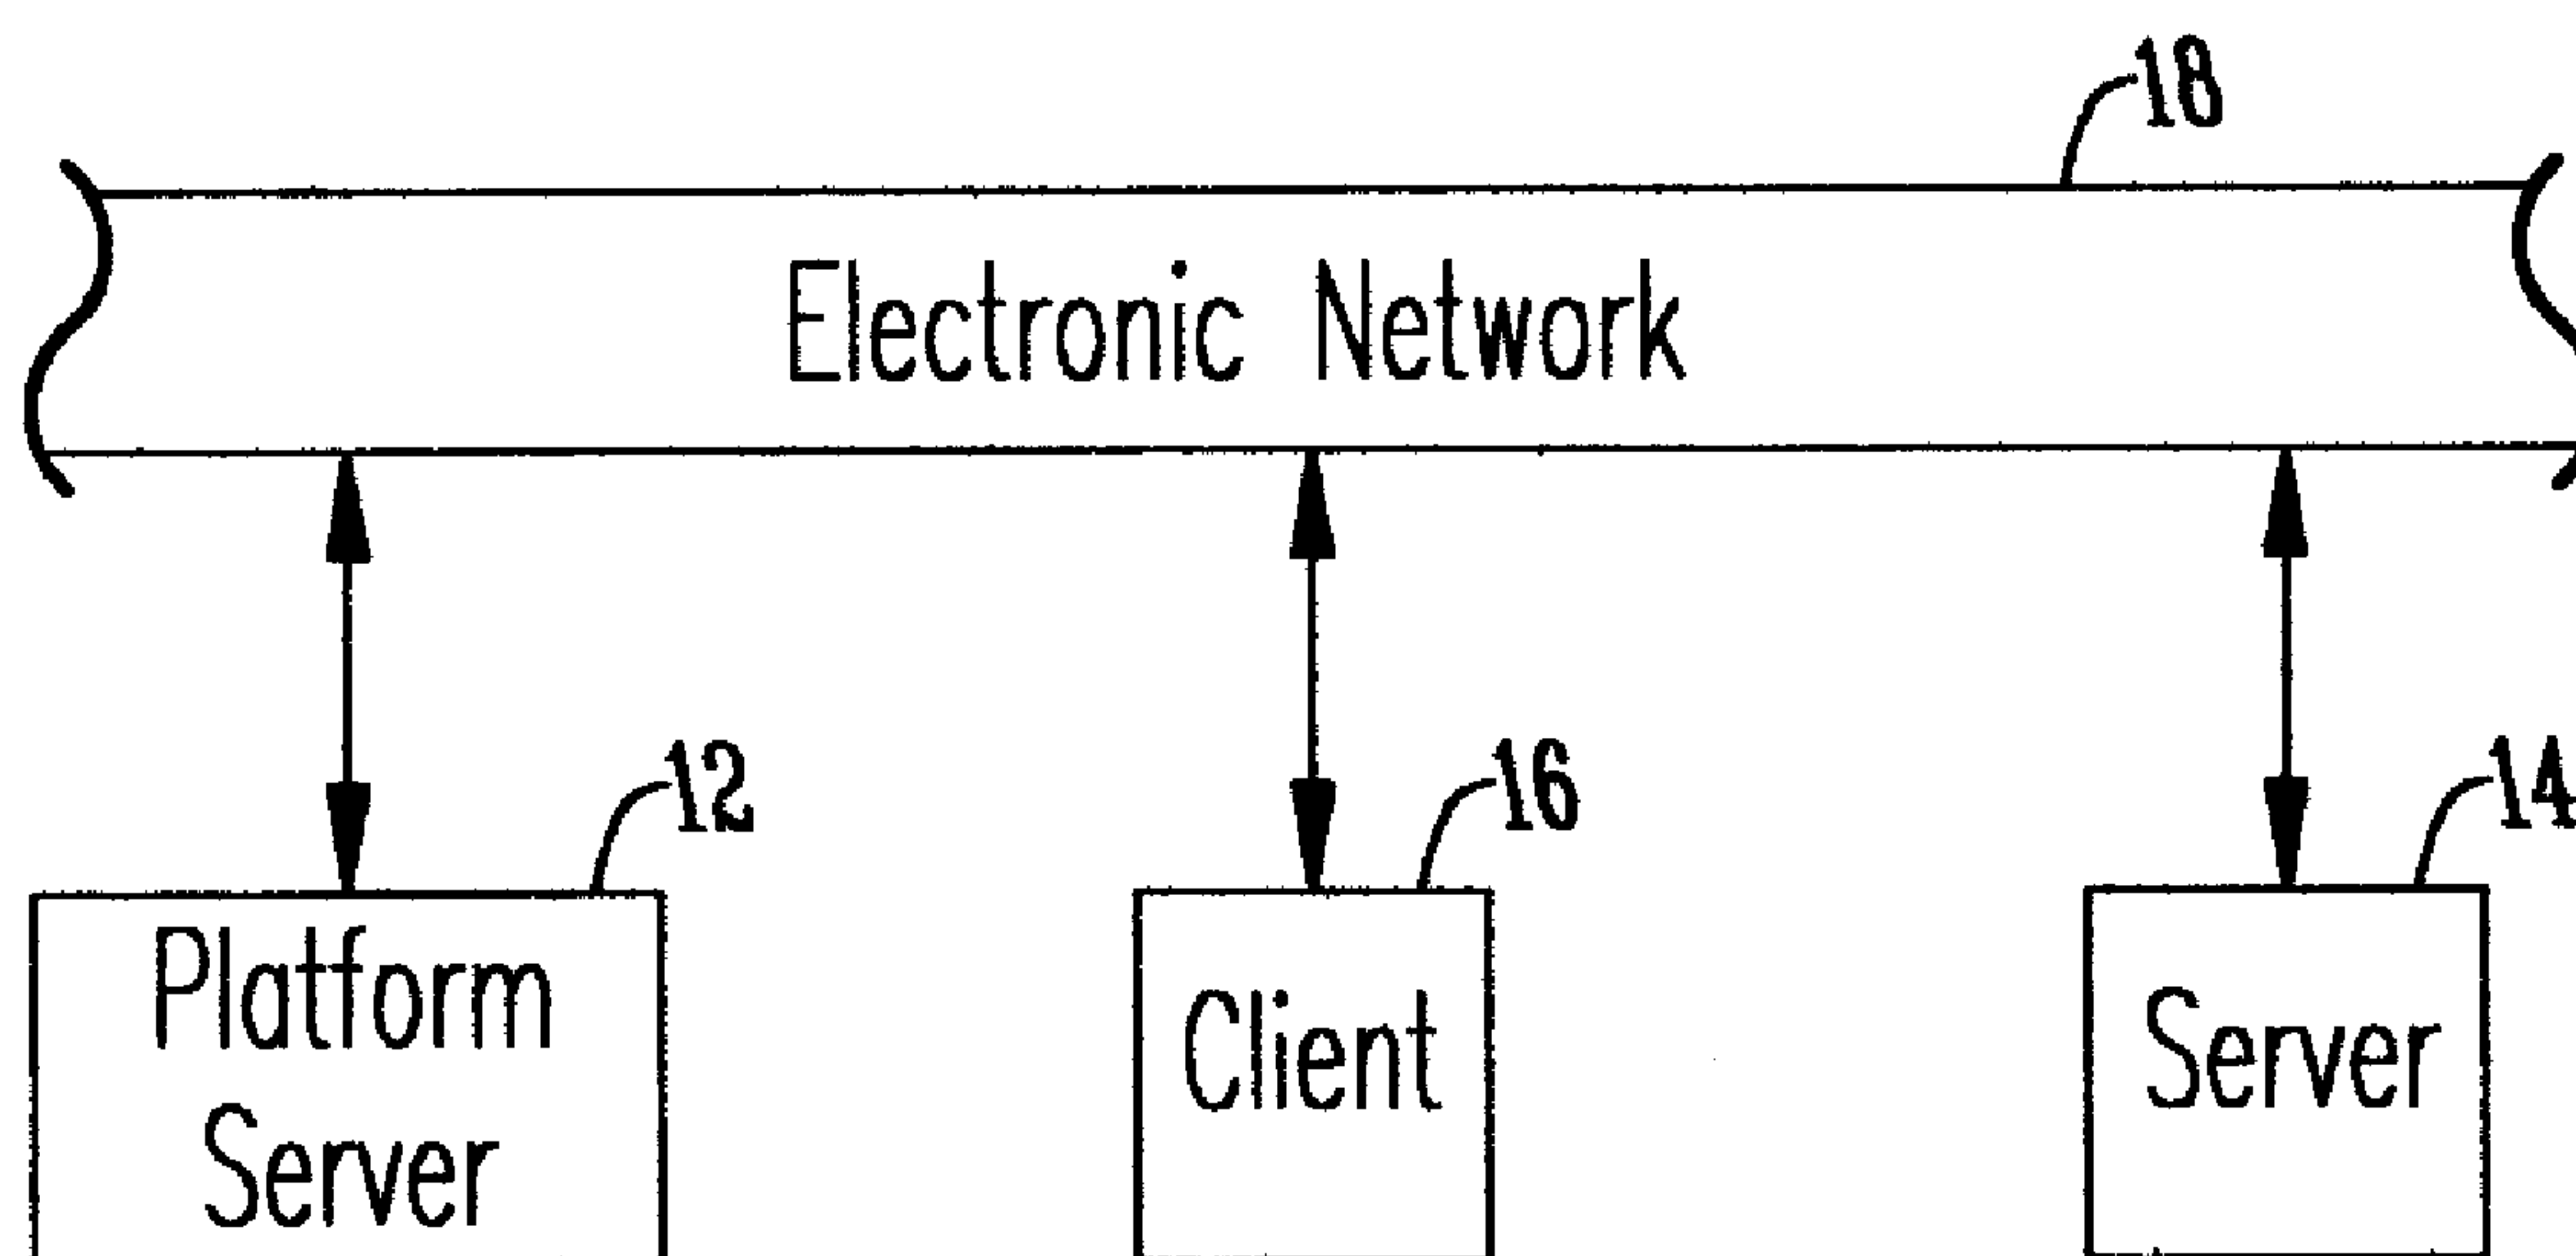 18
Electronic Network
12
16
14
Platform
Server
Client
Server